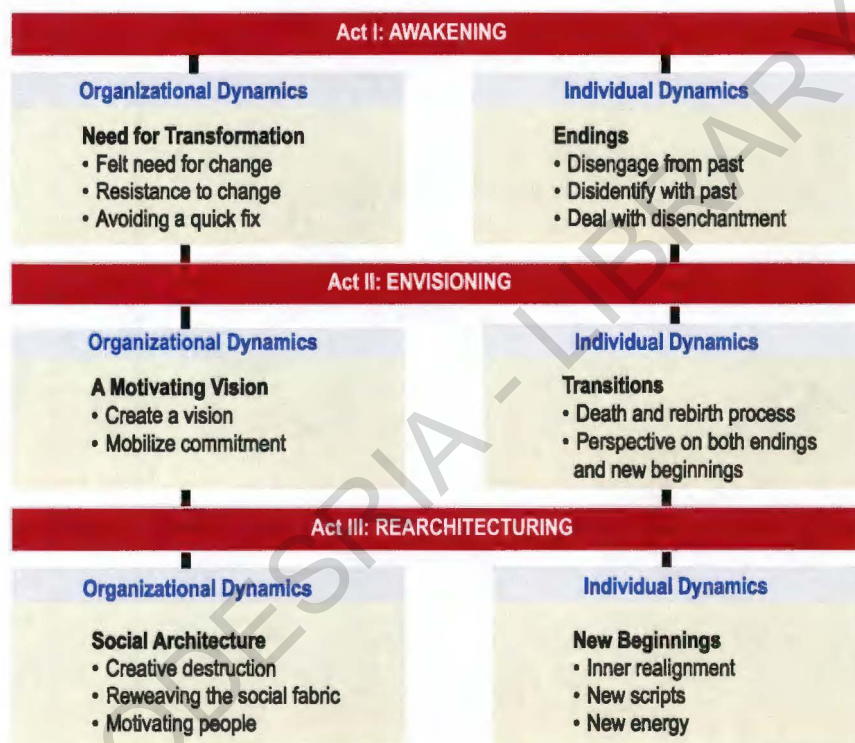 Act I: AWAKENING
Organizational Dynamics
Need for Transformation
• Felt need for change
• Resistance to change
• Avoiding a quick fix
Individual Dynamics
Endings
• Disengage from past
• Disidentify with past
• Deal with disenchantment
Act II: ENVISIONING
Organizational Dynamics
A Motivating Vision
• Create a vision
• Mobilize commitment
Individual Dynamics
Transitions
• Death and rebirth process
• Perspective on both endings
and new beginnings
Act III: REARCHITECTURING
Organizational Dynamics
Social Architecture
• Creative destruction
• Reweaving the social fabric
• Motivating people
Individual Dynamics
New Beginnings
• Inner realignment
• New scripts
• New energy
ODESRIA - LIBRARY